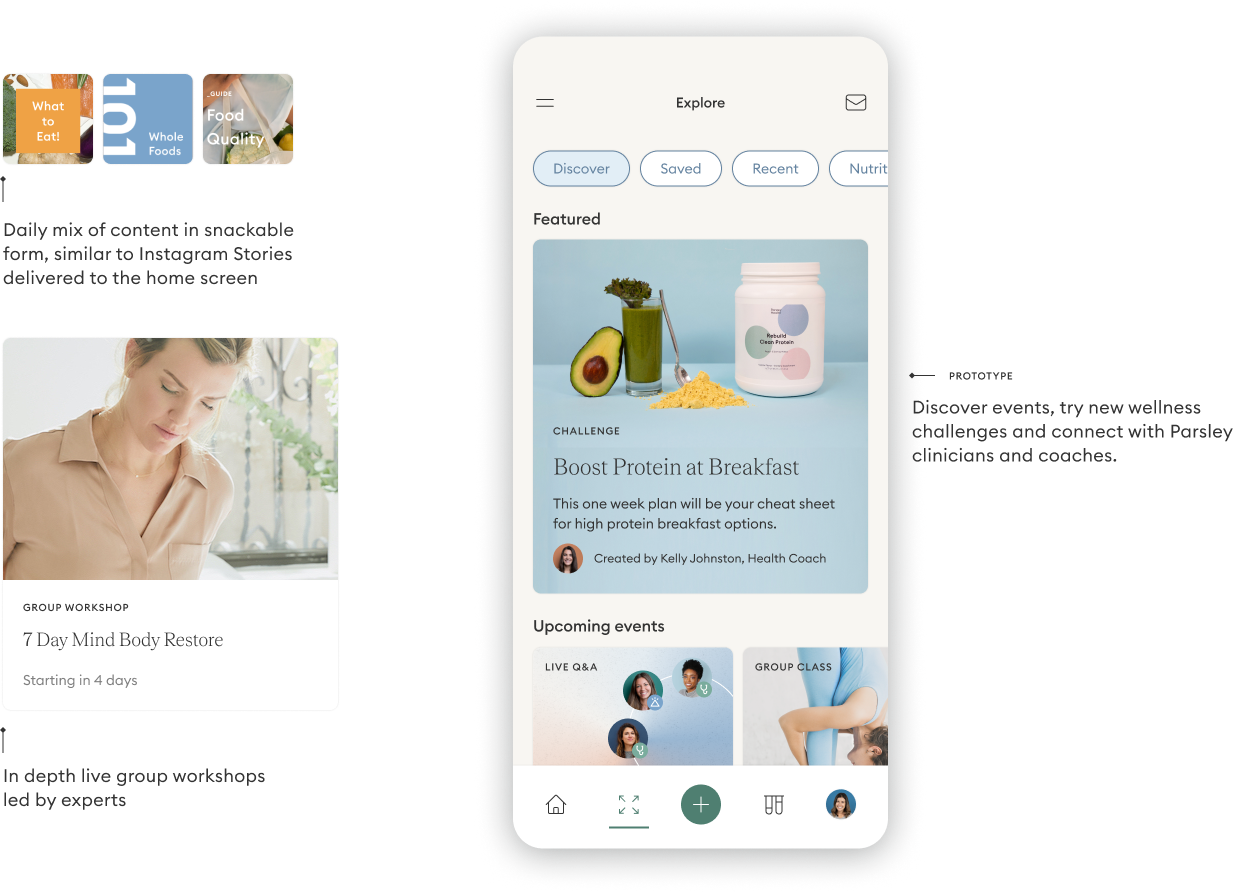 What
to
Eat!
101
Whole
Foods
_GUIDE
Food
Quality
Daily mix of content in snackable
form, similar to Instagram Stories
delivered to the home screen
GROUP WORKSHOP
7 Day Mind Body Restore
Starting in 4 days
In depth live group workshops
led by experts
Explore
Discover
Saved
Recent
Nutrit
Featured
Rebuild
Clean Protein
CHALLENGE
Boost Protein at Breakfast
This one week plan will be your cheat sheet
for high protein breakfast options.
Created by Kelly Johnston, Health Coach
Upcoming events
LIVE Q&A
GROUP CLASS
PROTOTYPE
Discover events, try new wellness
challenges and connect with Parsley
clinicians and coaches.